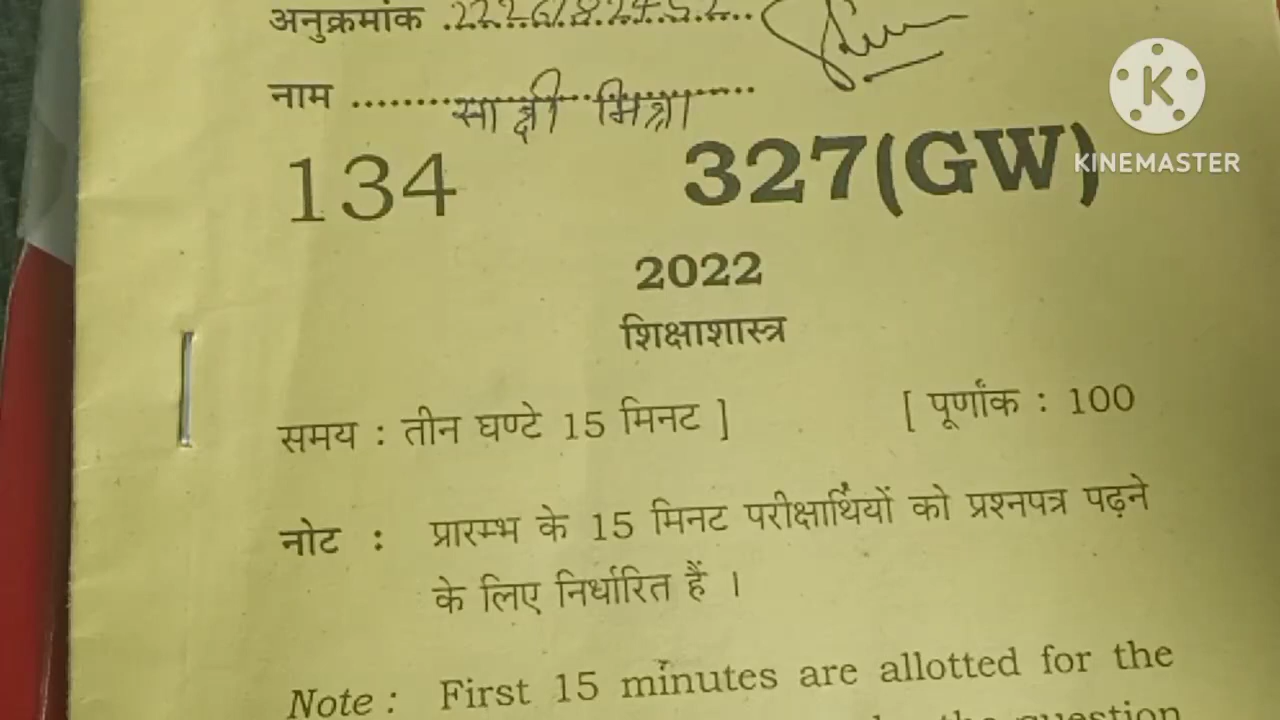 अनुक्रमांक
नाम साक्षी मिश्रा
K
KINEMASTER
134 327(GW)
2022
शिक्षाशास्त्र
समय : तीन घण्टे 15 मिनट ] [ पूर्णांक : 100
नोट : प्रारम्भ के 15 मिनट परीक्षार्थियों को प्रश्नपत्र पढ़ने
के लिए निर्धारित हैं ।
Note : First 15 minutes are allotted for the
question